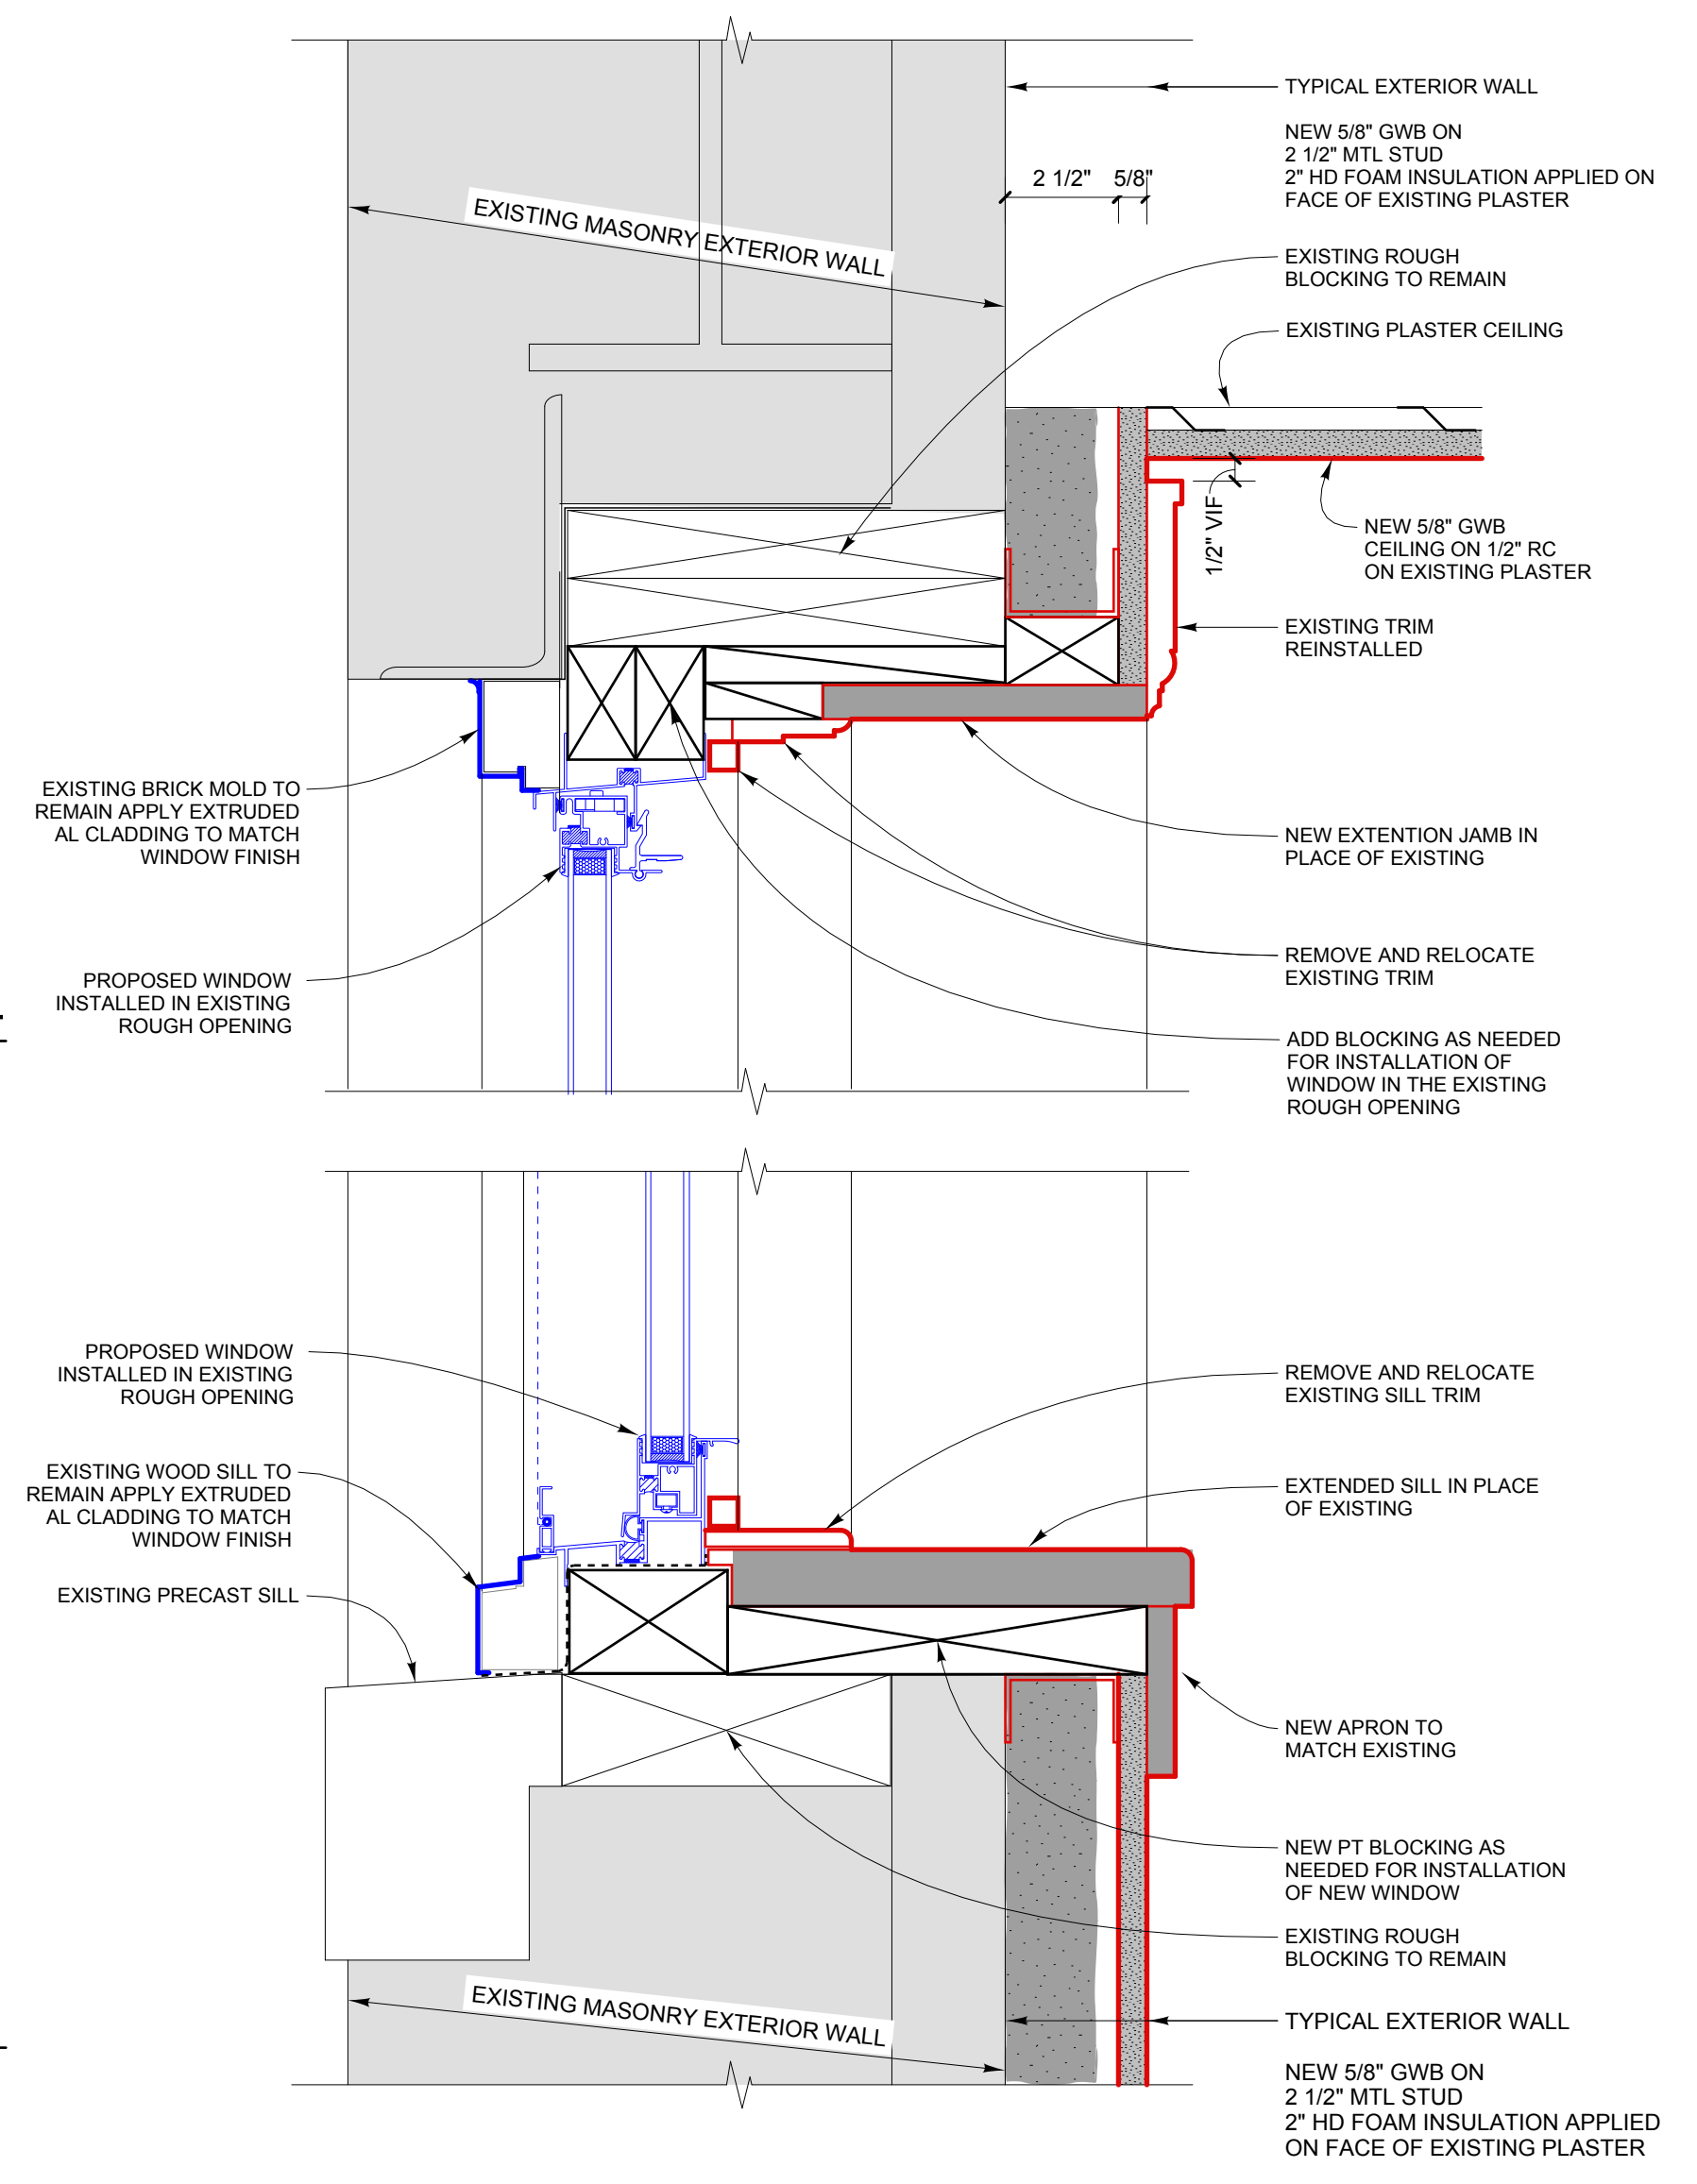 TYPICAL EXTERIOR WALL
NEW 5/8" GWB ON
2 1/2" MTL STUD
2" HD FOAM INSULATION APPLIED ON
FACE OF EXISTING PLASTER
2 1/2" 5/8"
EXISTING MASONRY EXTERIOR WALL
EXISTING ROUGH
BLOCKING TO REMAIN
EXISTING PLASTER CEILING
1/2" VIF
NEW 5/8" GWB
CEILING ON 1/2" RC
ON EXISTING PLASTER
EXISTING TRIM
REINSTALLED
EXISTING BRICK MOLD TO
REMAIN APPLY EXTRUDED
AL CLADDING TO MATCH
WINDOW FINISH
NEW EXTENTION JAMB IN
PLACE OF EXISTING
PROPOSED WINDOW
INSTALLED IN EXISTING
ROUGH OPENING
REMOVE AND RELOCATE
EXISTING TRIM
ADD BLOCKING AS NEEDED
FOR INSTALLATION OF
WINDOW IN THE EXISTING
ROUGH OPENING
PROPOSED WINDOW
INSTALLED IN EXISTING
ROUGH OPENING
REMOVE AND RELOCATE
EXISTING SILL TRIM
EXISTING WOOD SILL TO
REMAIN APPLY EXTRUDED
AL CLADDING TO MATCH
WINDOW FINISH
EXTENDED SILL IN PLACE
OF EXISTING
EXISTING PRECAST SILL
NEW APRON TO
MATCH EXISTING
NEW PT BLOCKING AS
NEEDED FOR INSTALLATION
OF NEW WINDOW
EXISTING ROUGH
BLOCKING TO REMAIN
EXISTING MASONRY EXTERIOR WALL
TYPICAL EXTERIOR WALL
NEW 5/8" GWB ON
2 1/2" MTL STUD
2" HD FOAM INSULATION APPLIED
ON FACE OF EXISTING PLASTER